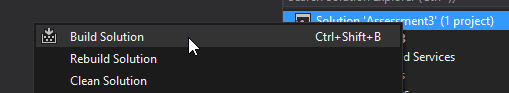 Solution 'Assessment3' (1 project)
Build Solution Ctrl+Shift+B
Rebuild Solution d Services
Clean Solution